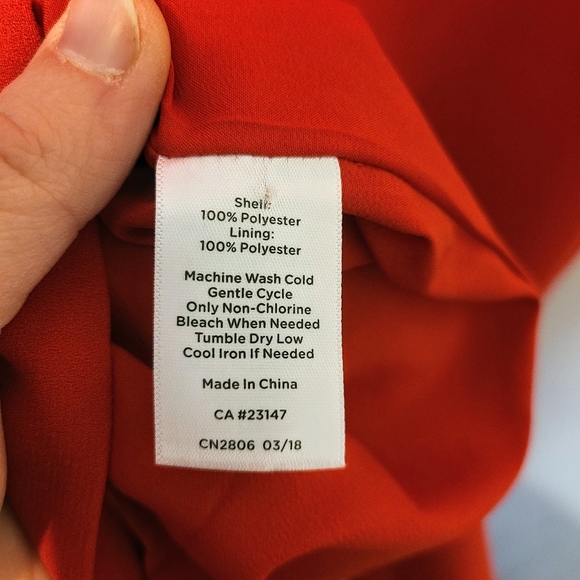 Shell:
100% Polyester
Lining:
100% Polyester
Machine Wash Cold
Gentle Cycle
Only Non-Chlorine
Bleach When Needed
Tumble Dry Low
Cool Iron If Needed
Made In China
CA #23147
CN2806 03/18